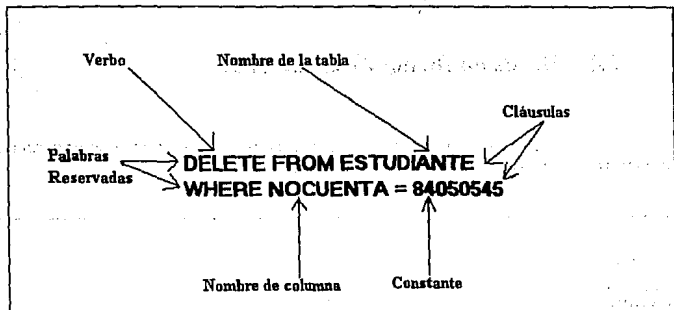 Verbo
Nombre de la tabla
Cláusulas
Palabras
Reservadas
DELETE FROM ESTUDIANTE
WHERE NOCUENTA = 84050545
Nombre de columna
Constante